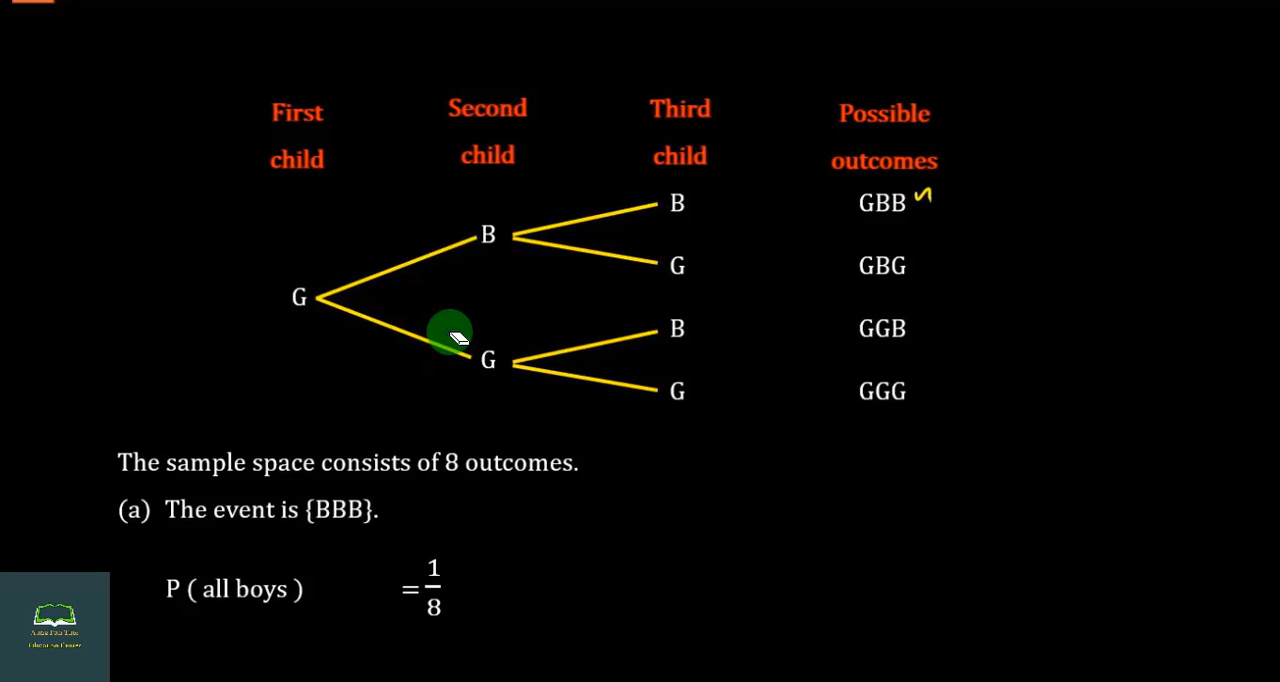 First Second Third Possible
child child child outcomes
B GBB
B
G GBG
G
B GGB
G
G GGG
The sample space consists of 8 outcomes.
(a) The event is {BBB}.
P ( all boys ) = 1/8